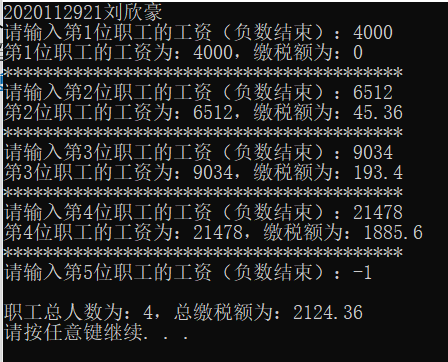 2020112921刘欣豪
请输入第1位职工的工资（负数结束）：4000
第1位职工的工资为：4000，缴税额为：0
****************************************
请输入第2位职工的工资（负数结束）：6512
第2位职工的工资为：6512，缴税额为：45.36
****************************************
请输入第3位职工的工资（负数结束）：9034
第3位职工的工资为：9034，缴税额为：193.4
****************************************
请输入第4位职工的工资（负数结束）：21478
第4位职工的工资为：21478，缴税额为：1885.6
****************************************
请输入第5位职工的工资（负数结束）：-1
职工总人数为：4，总缴税额为：2124.36
请按任意键继续. . .